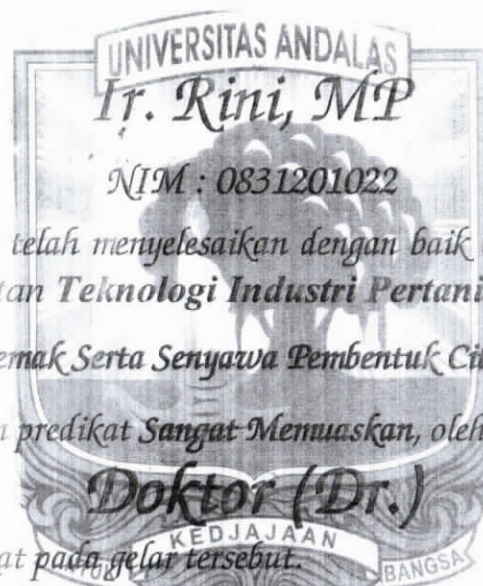 UNIVERSITAS ANDALAS
Ir. Rini, MP
NIM : 0831201022
telah menyelesaikan dengan baik
tan Teknologi Industri Pertani
emak Serta Senyawa Pembentuk Cit
predikat Sangat Memuaskan, oleh
Doktor (Dr.)
KEDJAJAAN
at pada gelar tersebut.
BANGSA